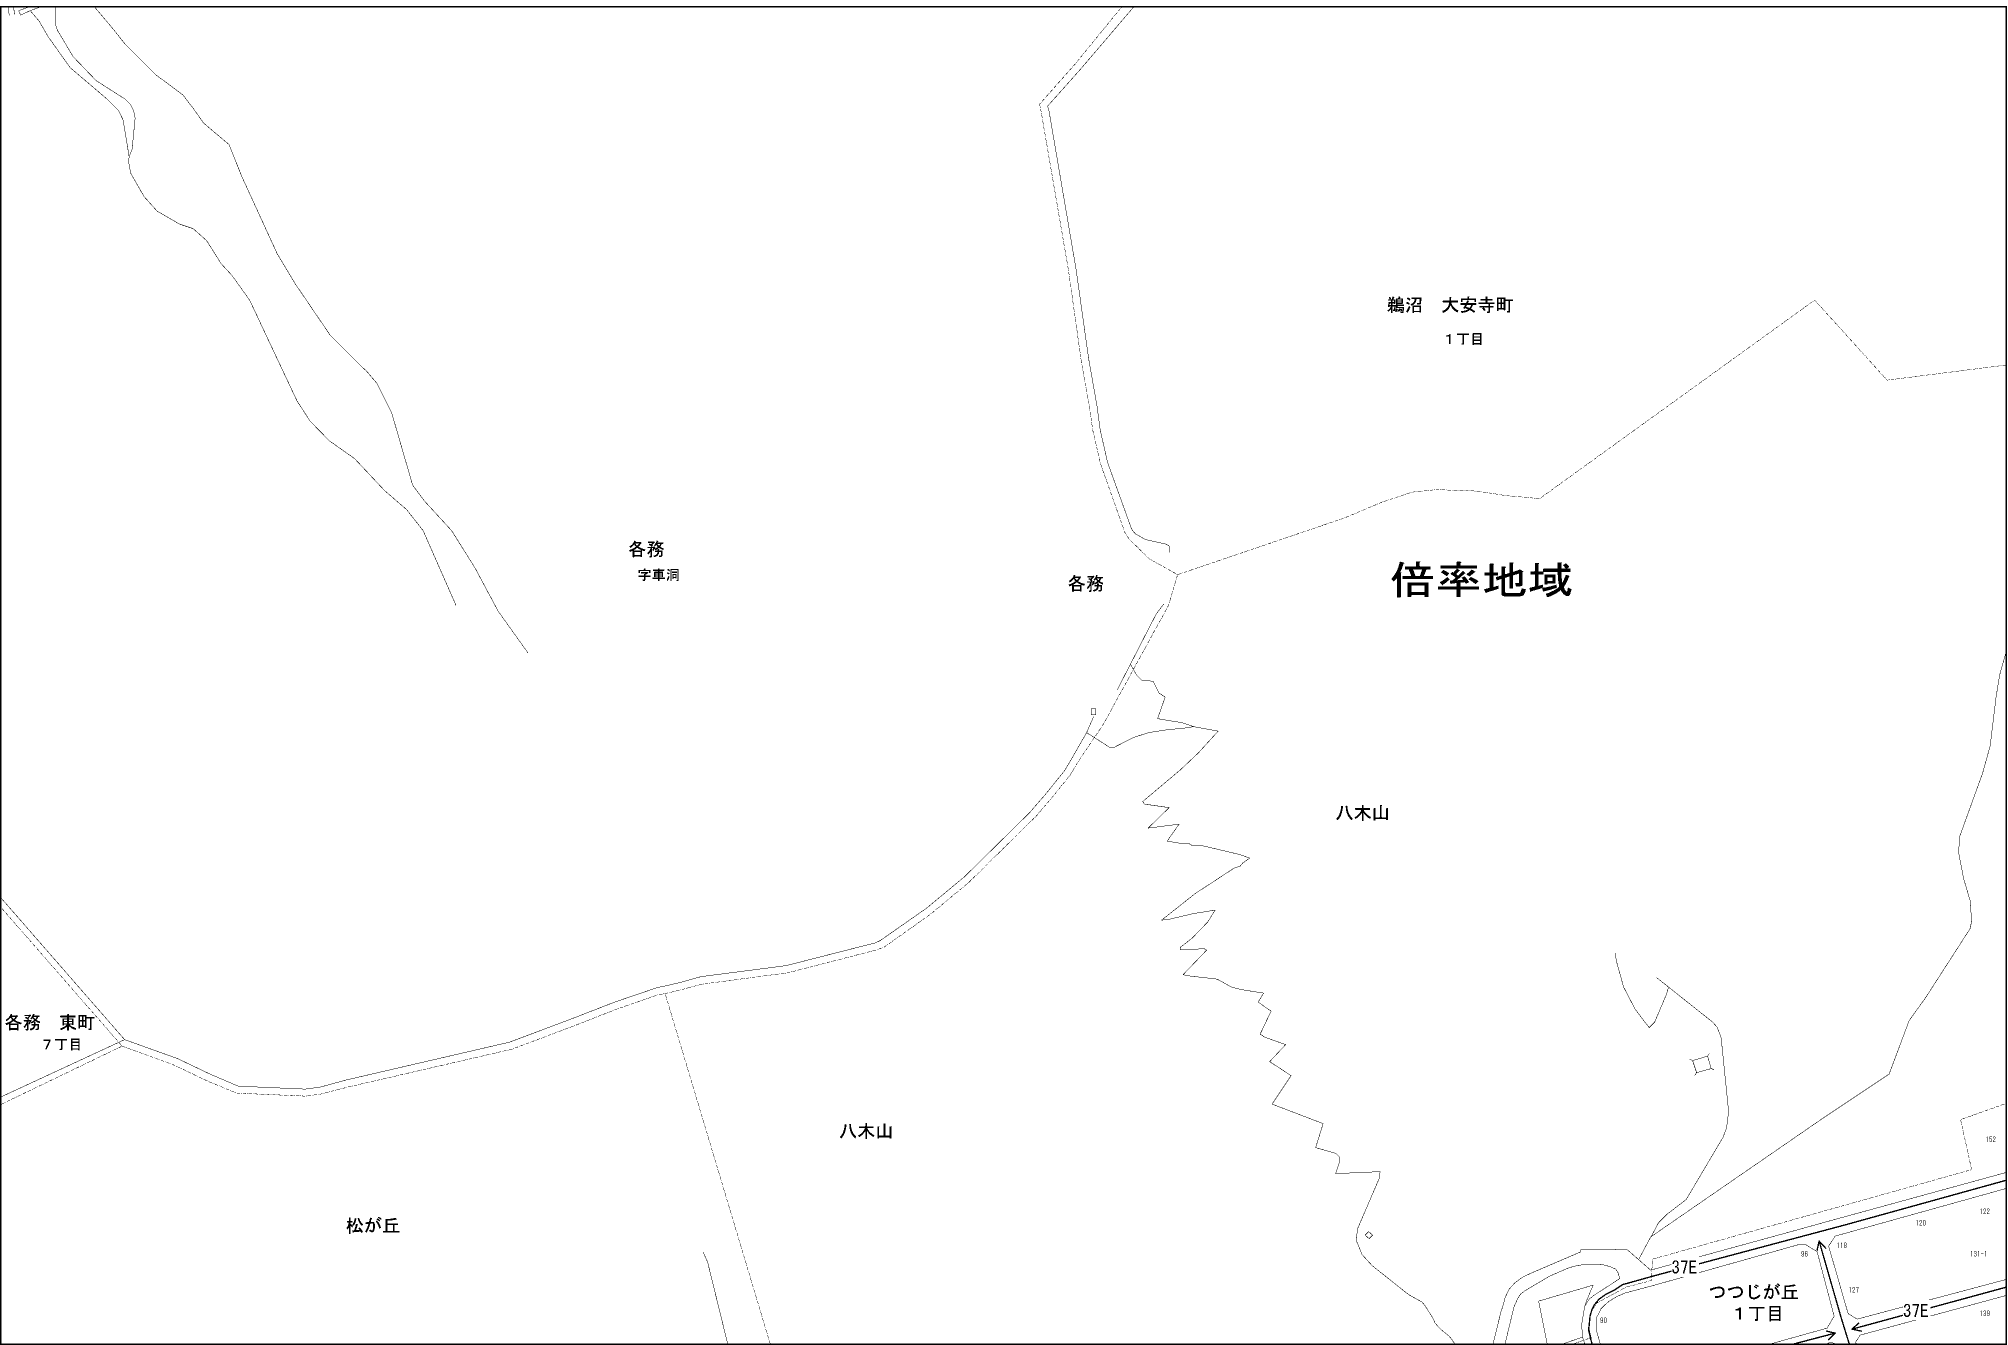 鵜沼　大安寺町
１丁目
各務
字車洞
各務
倍率地域
八木山
各務　東町
７丁目
八木山
松が丘
152
122
120
118
96
131-1
37E
127
つつじが丘
１丁目
37E
139
90